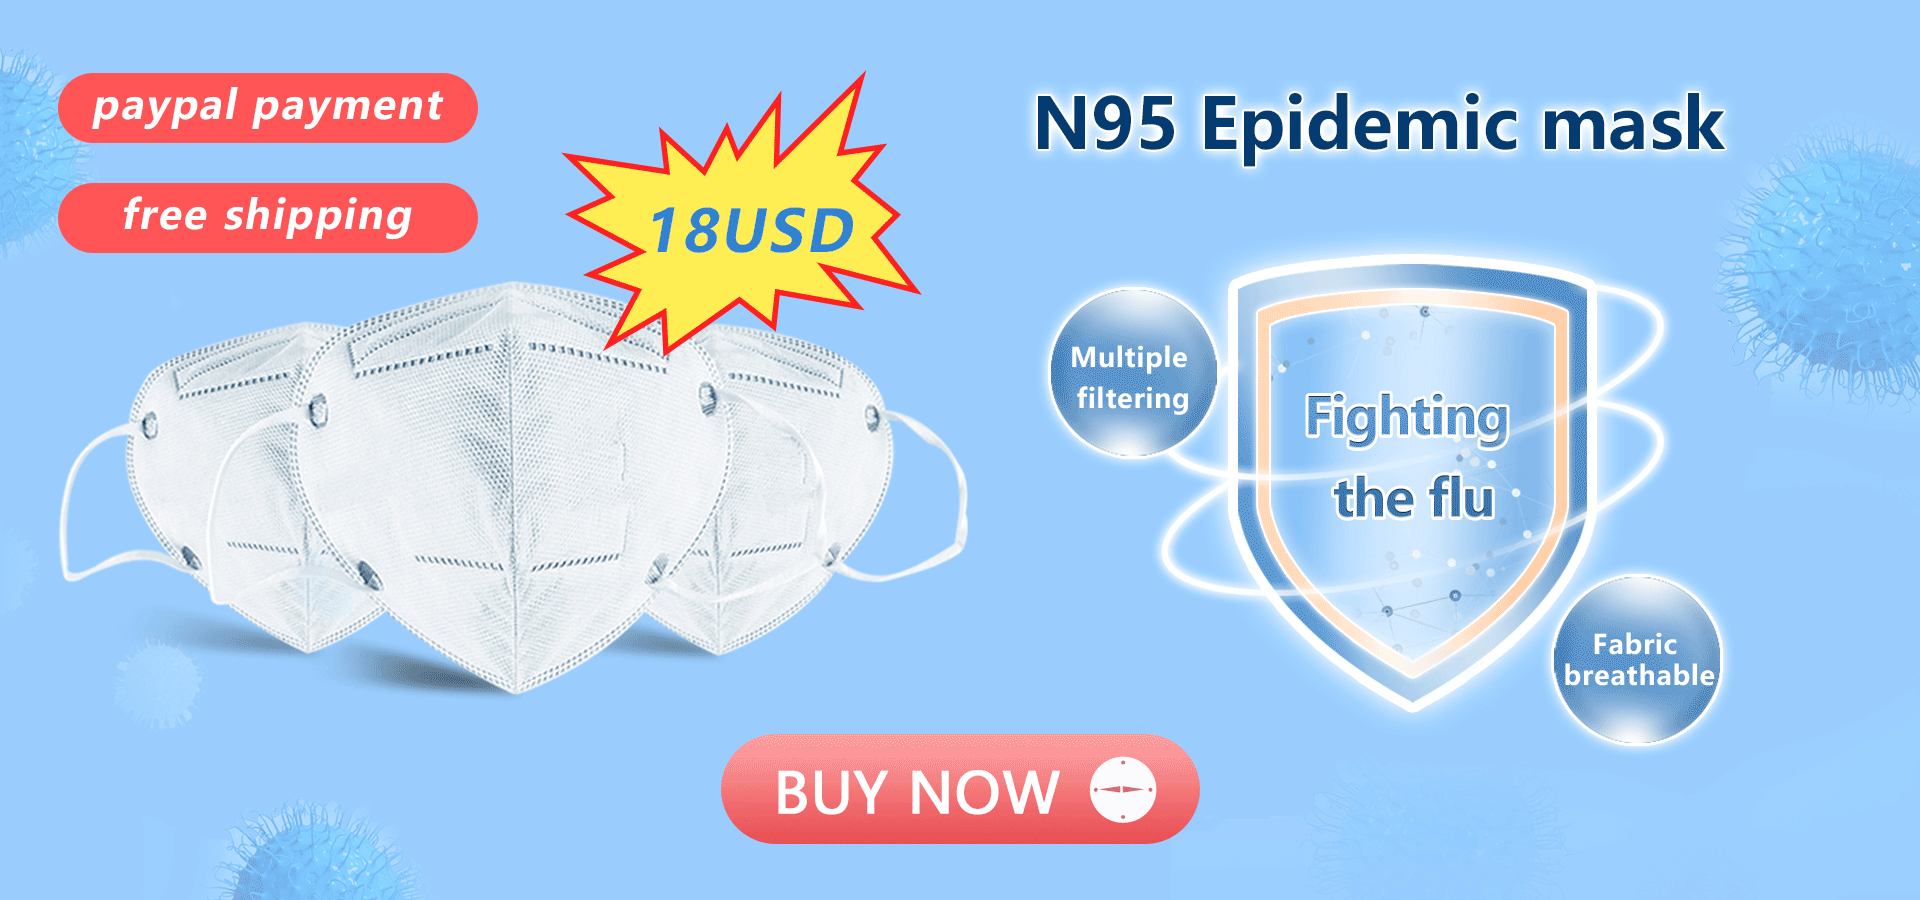 paypal payment
free shipping
18USD
N95 Epidemic mask
Multiple
filtering
Fighting
the flu
Fabric
breathable
BUY NOW